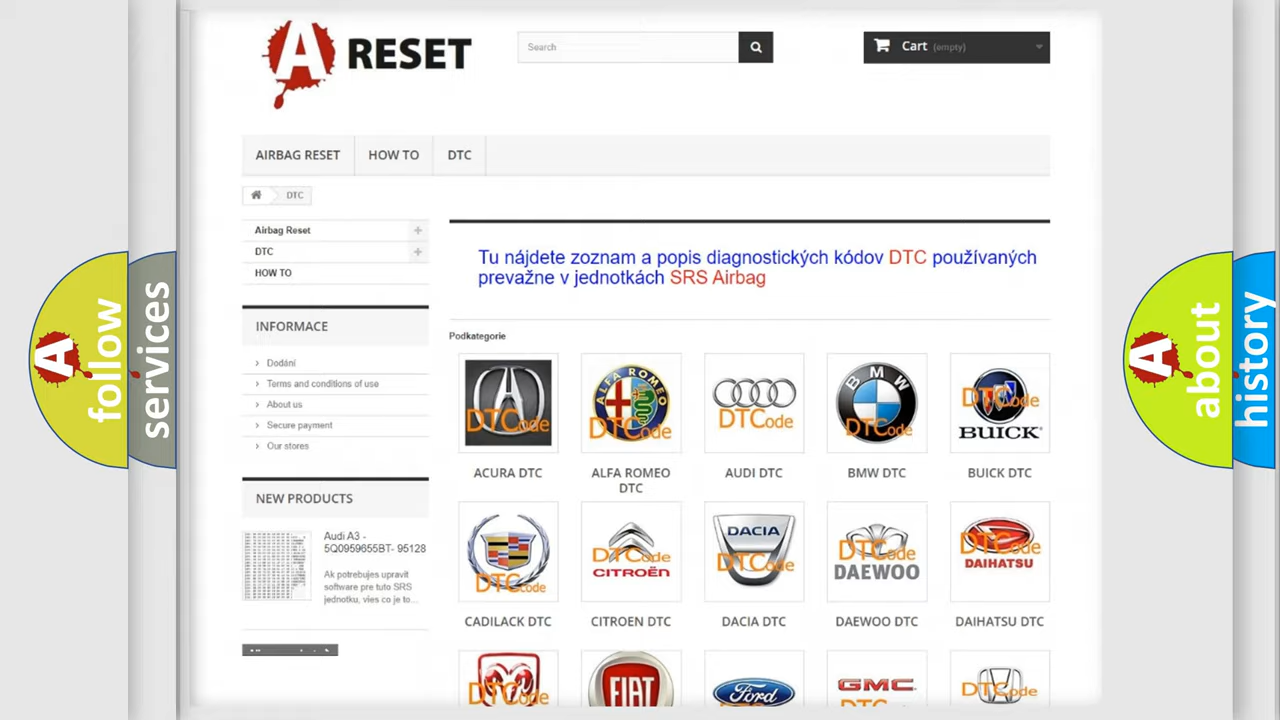 A RESET
Search
Cart (empty)
AIRBAG RESET
HOW TO
DTC
DTC
Airbag Reset
DTC
HOW TO
Tu nájdete zoznam a popis diagnostických kódov DTC používaných
prevažne v jednotkách SRS Airbag
INFORMACE
Dodání
Terms and conditions of use
About us
Secure payment
Our stores
NEW PRODUCTS
Audi A3 -
5Q0959655BT- 95128
Ak potrebujes upravit
software pre tuto SRS
jednotku, vies co je to...
Podkategorie
DTCode
ALFA ROMEO
DTCode
DTCode
BMW
DTCode
DTCode
BUICK
ACURA DTC
ALFA ROMEO
DTC
AUDI DTC
BMW DTC
BUICK DTC
DTCode
DTCode
CITROËN
DACIA
DTCode
DTCode
DAEWOO
DTCode
DAIHATSU
CADILACK DTC
CITROEN DTC
DACIA DTC
DAEWOO DTC
DAIHATSU DTC
DTCode
FIAT
Ford
GMC
DTCode
A follow
services
A about
history